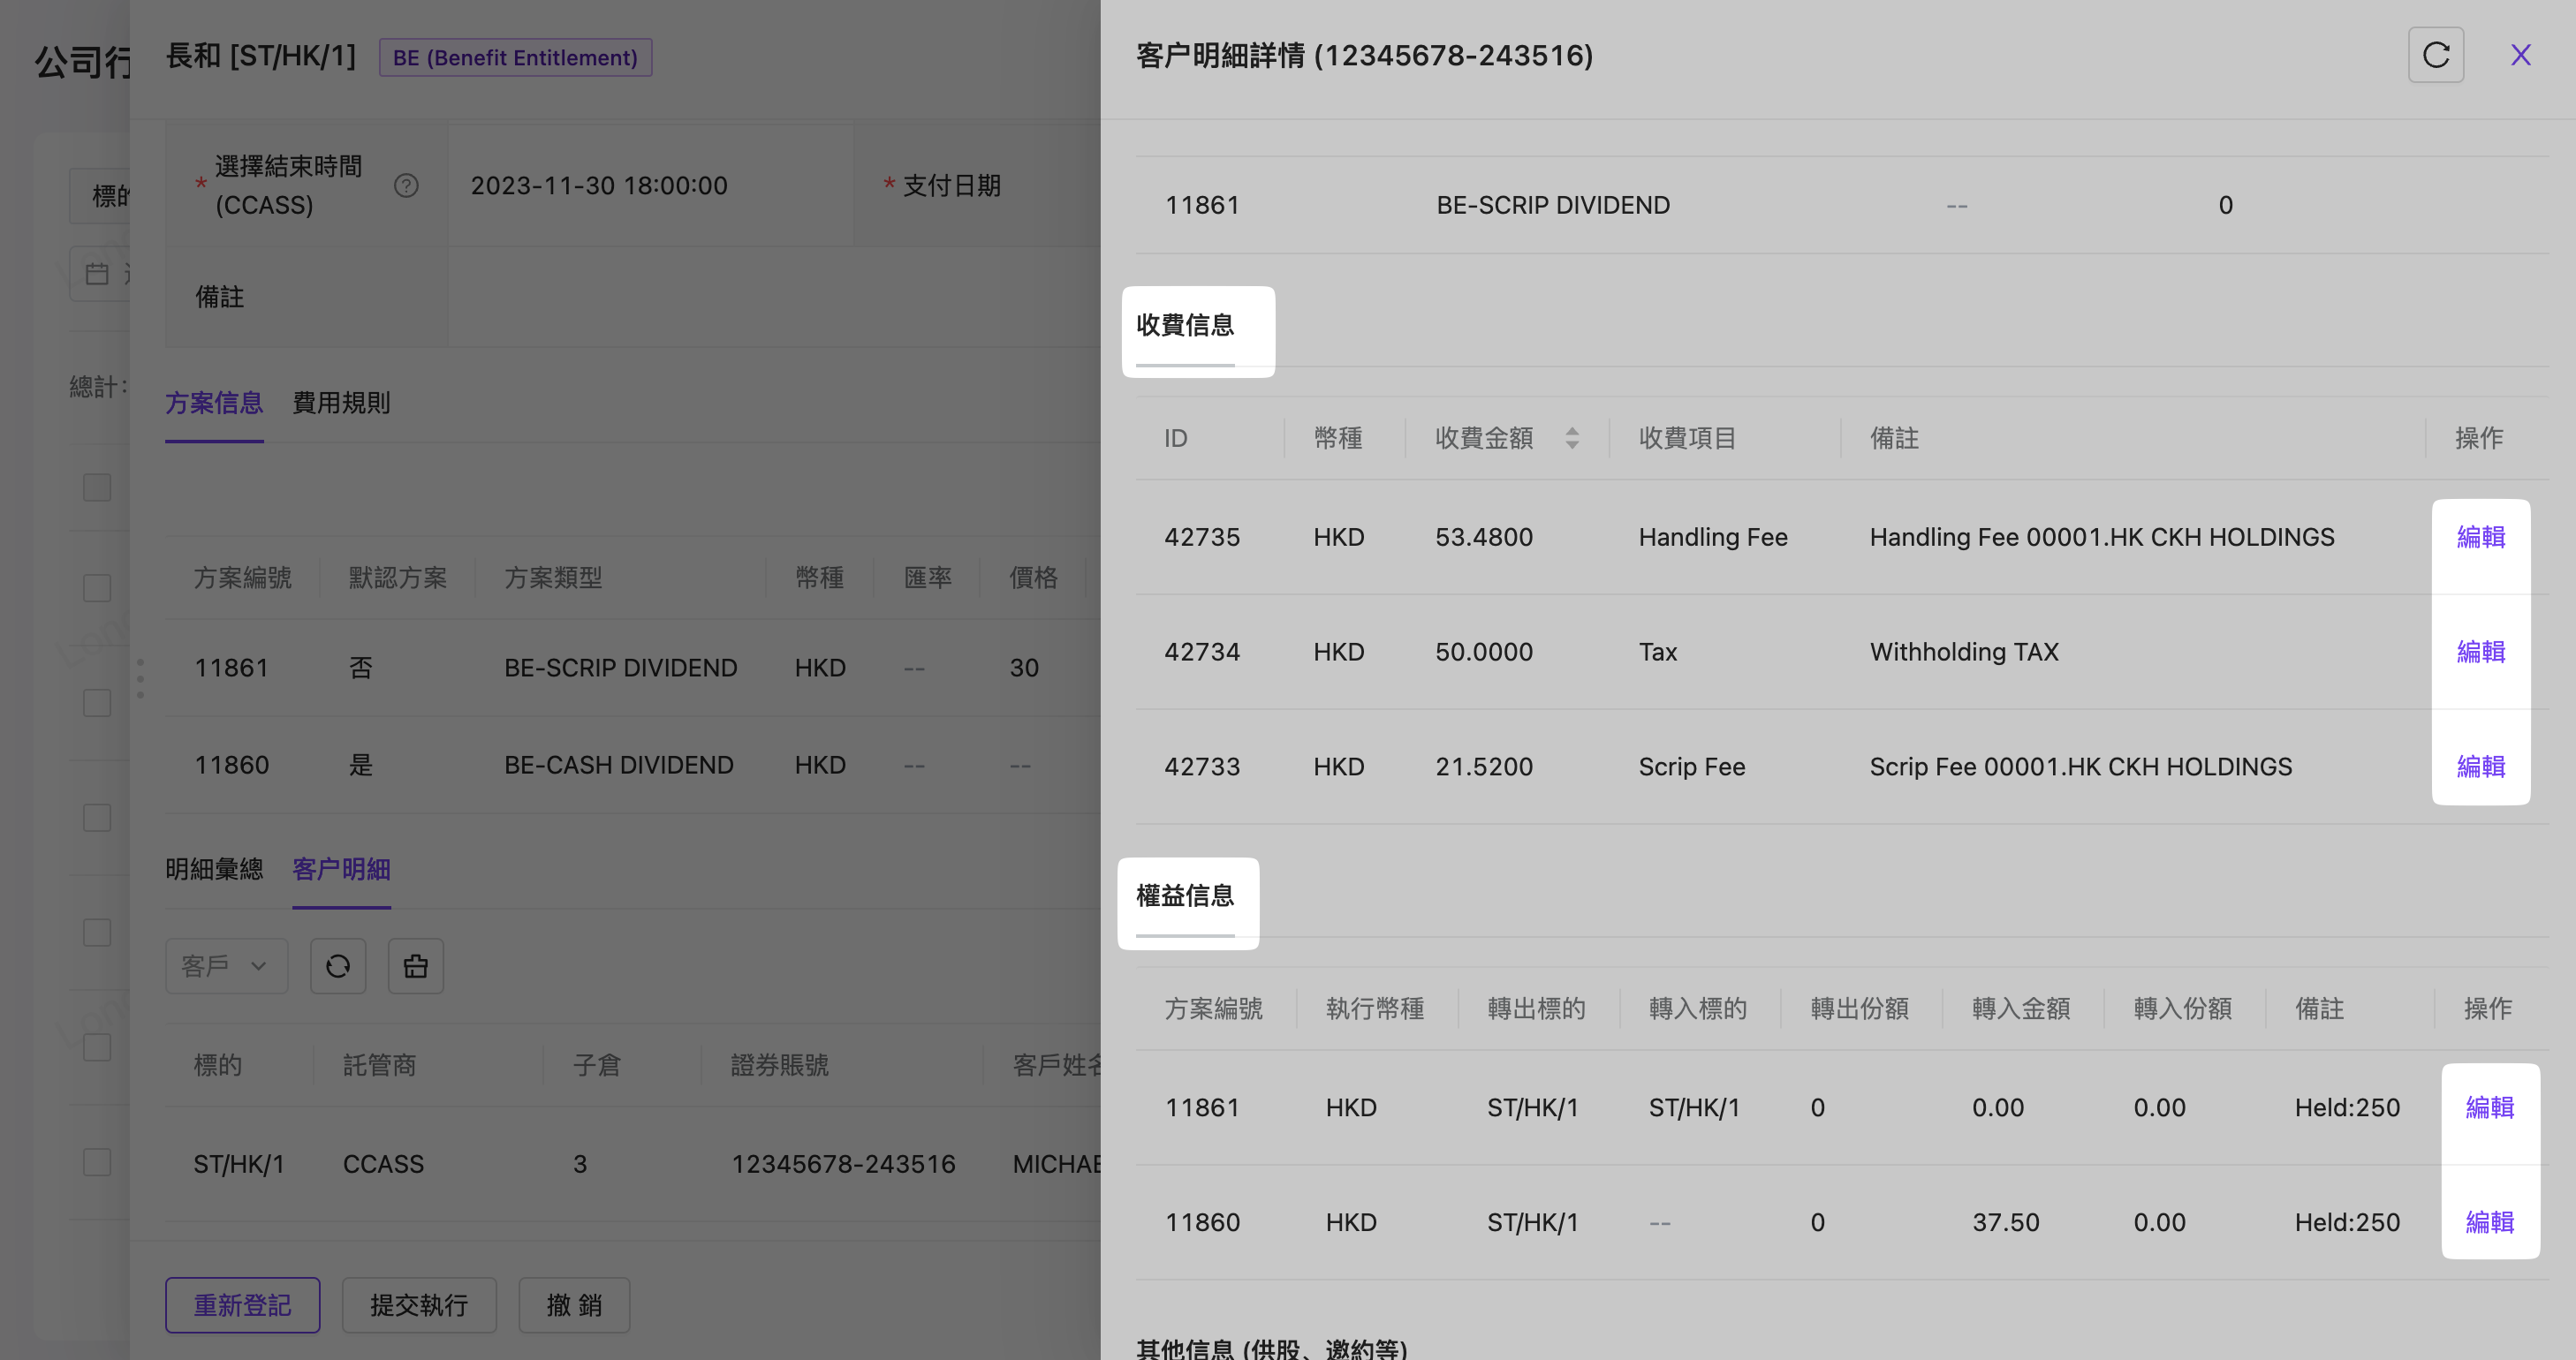 公司行
長和 [ST/HK/1] BE (Benefit Entitlement)
標的
總計:
* 選擇結束時間 (CCASS) 2023-11-30 18:00:00 * 支付日期
備註
方案信息 費用規則
方案編號 默認方案 方案類型 幣種 匯率 價格
11861 否 BE-SCRIP DIVIDEND HKD -- 30
11860 是 BE-CASH DIVIDEND HKD -- --
明細彙總 客户明細
客戶
標的 託管商 子倉 證券賬號 客戶姓名
ST/HK/1 CCASS 3 12345678-243516 MICHAE
重新登記 提交執行 撤 銷
客户明細詳情 (12345678-243516)
11861 BE-SCRIP DIVIDEND -- 0
收費信息
ID 幣種 收費金額 收費項目 備註 操作
42735 HKD 53.4800 Handling Fee Handling Fee 00001.HK CKH HOLDINGS 編輯
42734 HKD 50.0000 Tax Withholding TAX 編輯
42733 HKD 21.5200 Scrip Fee Scrip Fee 00001.HK CKH HOLDINGS 編輯
權益信息
方案編號 執行幣種 轉出標的 轉入標的 轉出份額 轉入金額 轉入份額 備註 操作
11861 HKD ST/HK/1 ST/HK/1 0 0.00 0.00 Held:250 編輯
11860 HKD ST/HK/1 -- 0 37.50 0.00 Held:250 編輯
其他信息 (供股、邀約等)